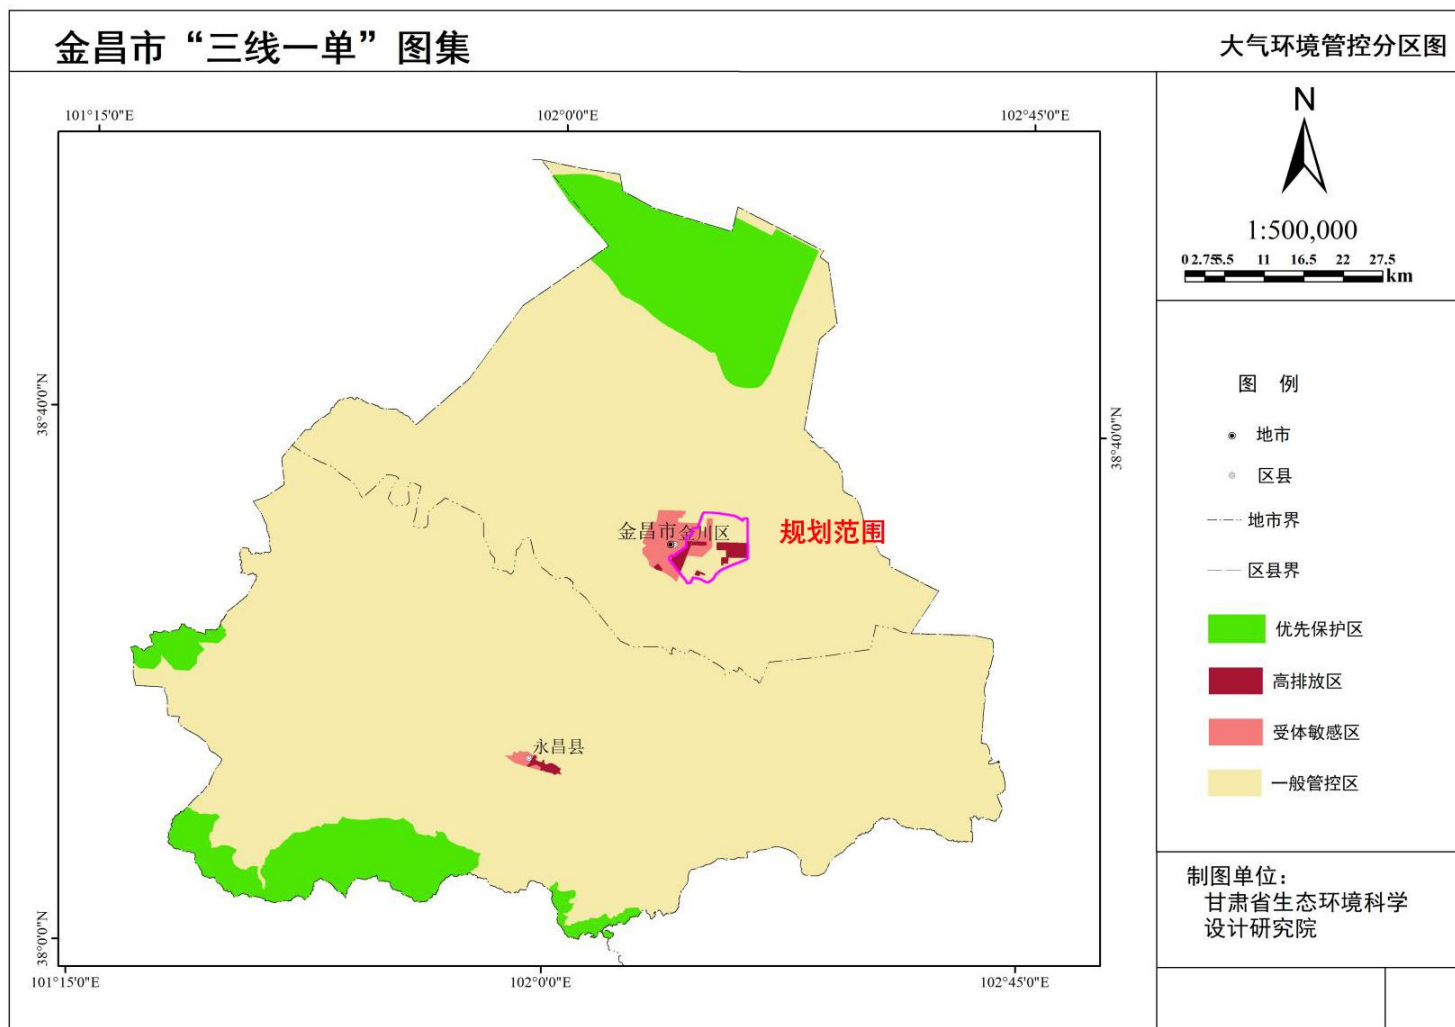 金昌市“三线一单”图集
大气环境管控分区图
101°15'0"E
102°0'0"E
102°45'0"E
N
1:500,000
0 2.75 5.5 11 16.5 22 27.5
km
38°40'0"N
38°40'0"N
图 例
地市
区县
地市界
区县界
优先保护区
高排放区
受体敏感区
一般管控区
金昌市
金川区
规划范围
永昌县
38°0'0"N
101°15'0"E
102°0'0"E
102°45'0"E
制图单位：
甘肃省生态环境科学
设计研究院